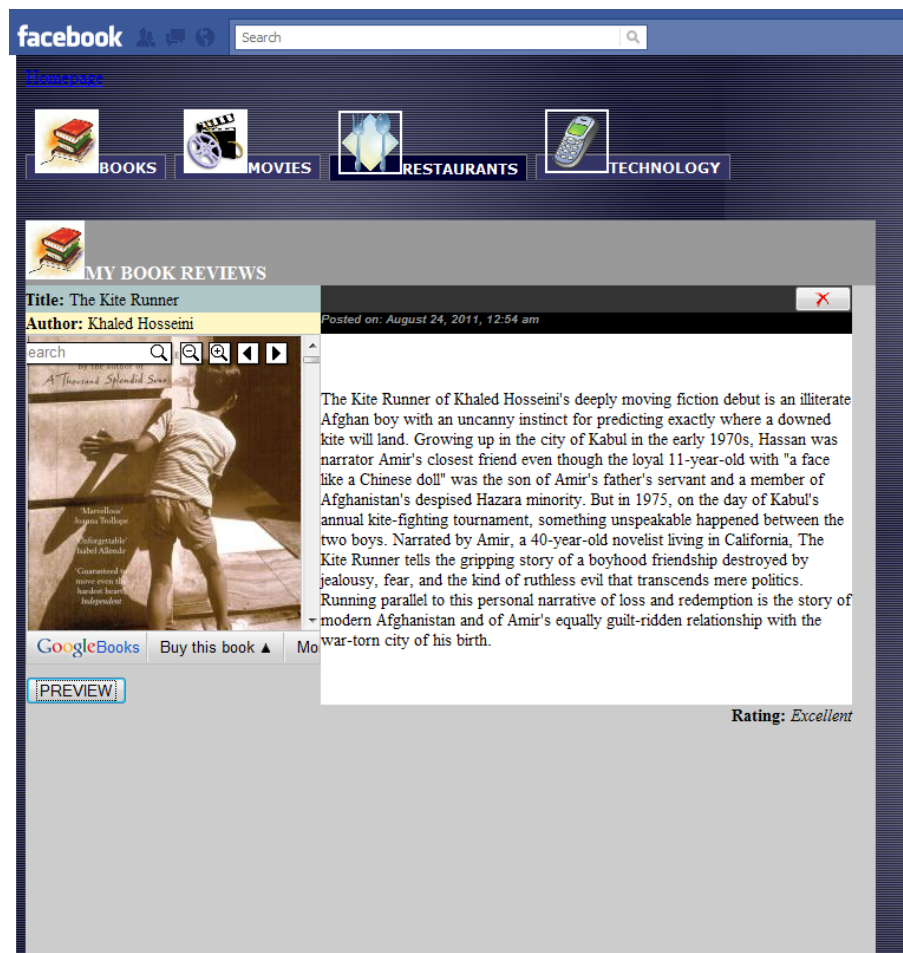 facebook
Search
Homepage
BOOKS MOVIES RESTAURANTS TECHNOLOGY
MY BOOK REVIEWS
Title: The Kite Runner
Author: Khaled Hosseini
Posted on: August 24, 2011, 12:54 am
earch
by the author of
A Thousand Splendid Suns
'Marvellous'
Joanna Trollope
'Unforgettable'
Isabel Allende
'Guaranteed to
move even the
hardest heart'
Independent
GoogleBooks Buy this book ▲ Mo
PREVIEW
The Kite Runner of Khaled Hosseini's deeply moving fiction debut is an illiterate
Afghan boy with an uncanny instinct for predicting exactly where a downed
kite will land. Growing up in the city of Kabul in the early 1970s, Hassan was
narrator Amir's closest friend even though the loyal 11-year-old with "a face
like a Chinese doll" was the son of Amir's father's servant and a member of
Afghanistan's despised Hazara minority. But in 1975, on the day of Kabul's
annual kite-fighting tournament, something unspeakable happened between the
two boys. Narrated by Amir, a 40-year-old novelist living in California, The
Kite Runner tells the gripping story of a boyhood friendship destroyed by
jealousy, fear, and the kind of ruthless evil that transcends mere politics.
Running parallel to this personal narrative of loss and redemption is the story of
modern Afghanistan and of Amir's equally guilt-ridden relationship with the
war-torn city of his birth.
Rating: Excellent